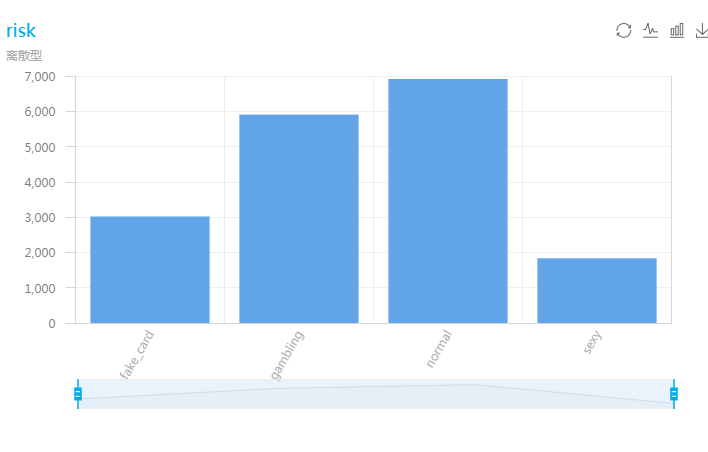 risk
离散型
7,000
6,000
5,000
4,000
3,000
2,000
1,000
0
fake_card
gambling
normal
sexy